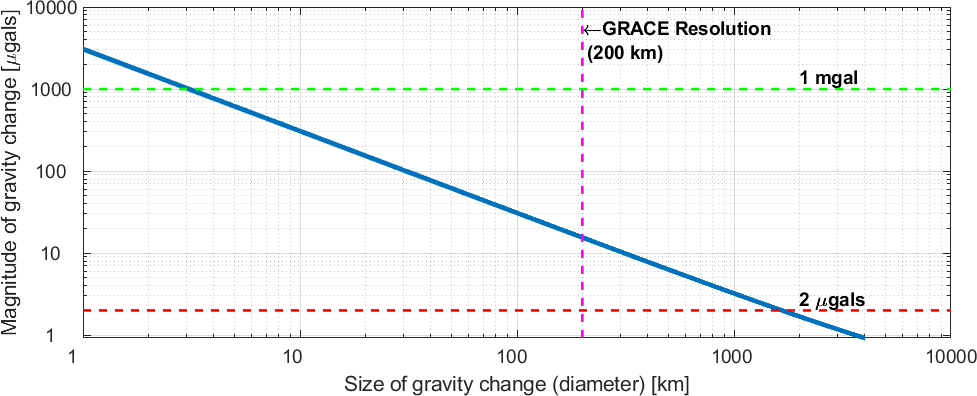 10000
1000
100
10
1
Magnitude of gravity change [μgals]
←GRACE Resolution
(200 km)
1 mgal
2 μgals
1
10
100
1000
10000
Size of gravity change (diameter) [km]